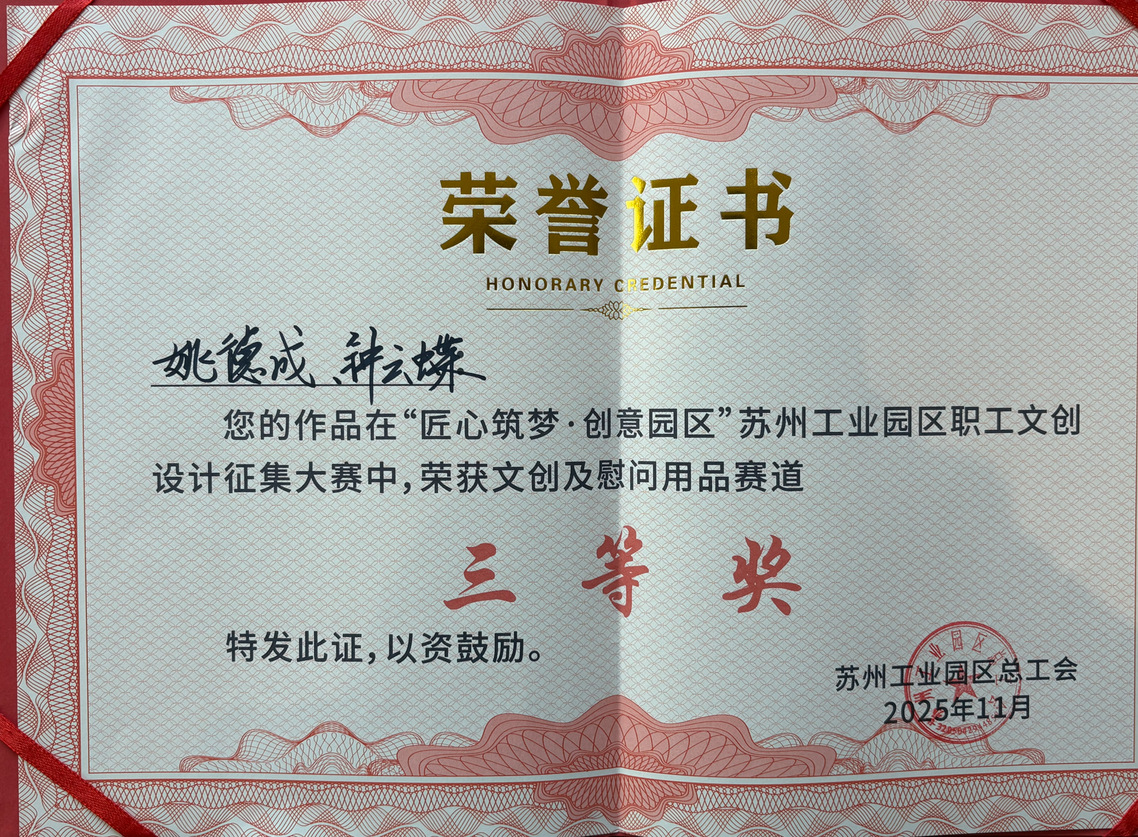 荣誉证书
HONORARY CREDENTIAL
姚德成、钟云蝶
您的作品在“匠心筑梦·创意园区”苏州工业园区职工文创
设计征集大赛中,荣获文创及慰问用品赛道
三等奖
特发此证,以资鼓励。
苏州工业园区总工会
2025年11月